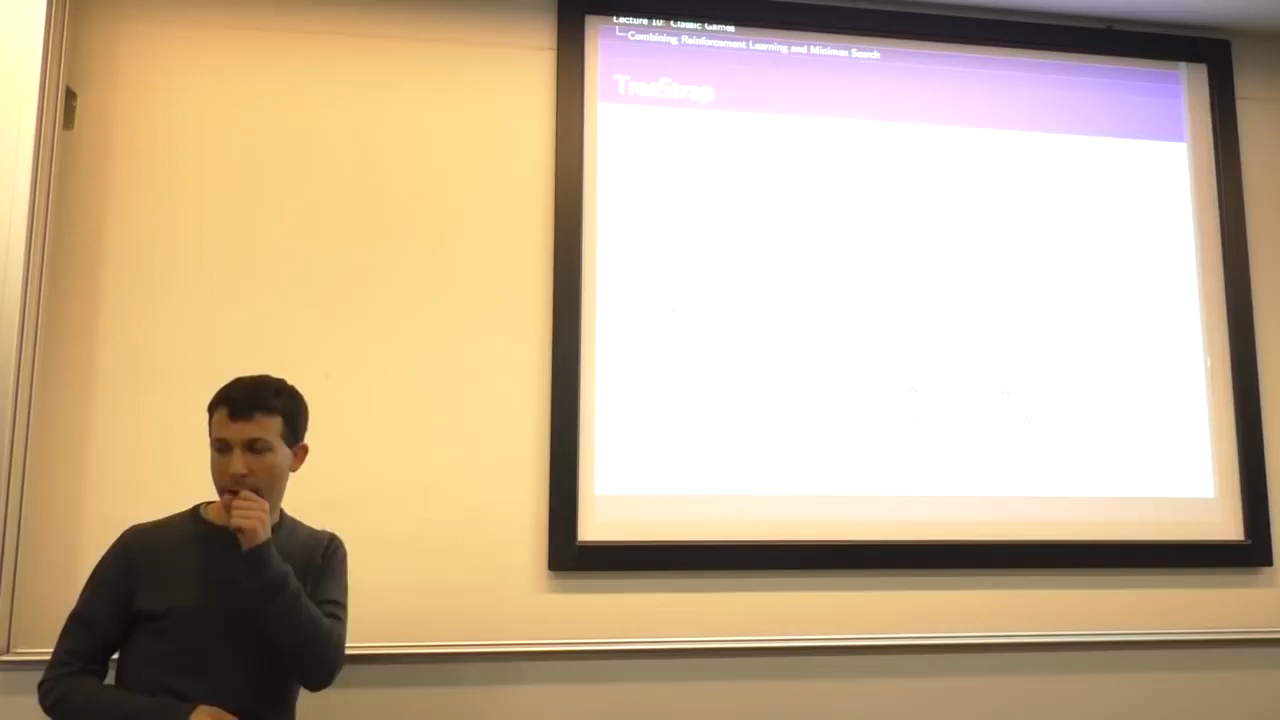 Lecture 10: Classic Games
Combining Reinforcement Learning and Minimax Search
TreeStrap